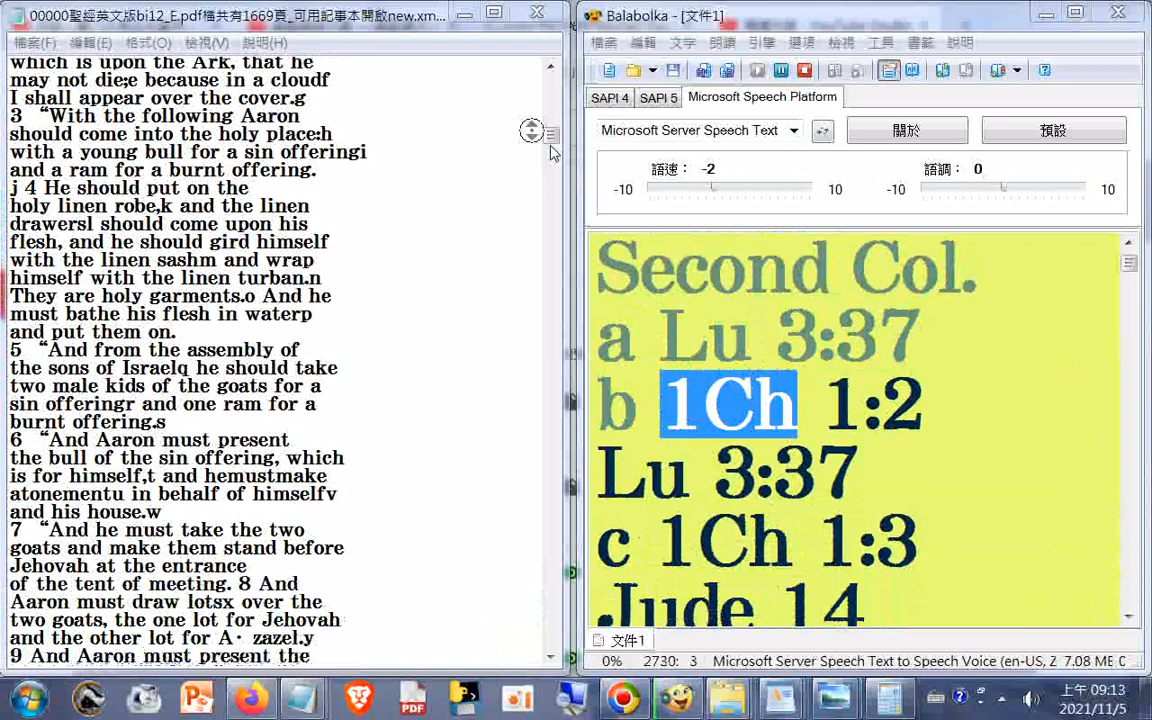 00000聖經英文版bi12_E.pdf檔共有1669頁_可用記事本開啟new.xm...
檔案(F) 編輯(E) 格式(O) 檢視(V) 說明(H)
which is upon the Ark, that he
may not die;e because in a cloudf
I shall appear over the cover.g
3 “With the following Aaron
should come into the holy place:h
with a young bull for a sin offeringi
and a ram for a burnt offering.
j 4 He should put on the
holy linen robe,k and the linen
drawersl should come upon his
flesh, and he should gird himself
with the linen sashm and wrap
himself with the linen turban.n
They are holy garments.o And he
must bathe his flesh in waterp
and put them on.
5 “And from the assembly of
the sons of Israelq he should take
two male kids of the goats for a
sin offeringr and one ram for a
burnt offering.s
6 “And Aaron must present
the bull of the sin offering, which
is for himself,t and hemustmake
atonementu in behalf of himselfv
and his house.w
7 “And he must take the two
goats and make them stand before
Jehovah at the entrance
of the tent of meeting. 8 And
Aaron must draw lotsx over the
two goats, the one lot for Jehovah
and the other lot for A· zazel.y
9 And Aaron must present the
Balabolka - [文件1]
檔案 編輯 文字 朗讀 引擎 選項 檢視 工具 書籤 說明
SAPI 4 SAPI 5 Microsoft Speech Platform
Microsoft Server Speech Text 關於 預設
語速： -2 語調： 0
-10 10 -10 10
Second Col.
a Lu 3:37
b 1Ch 1:2
Lu 3:37
c 1Ch 1:3
Jude 14
文件1
0% 2730: 3 Microsoft Server Speech Text to Speech Voice (en-US, Z 7.08 MB
PDF
上午 09:13
2021/11/5